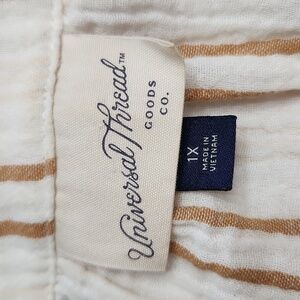 Universal Thread™
GOODS
CO.
1X
MADE IN
VIETNAM